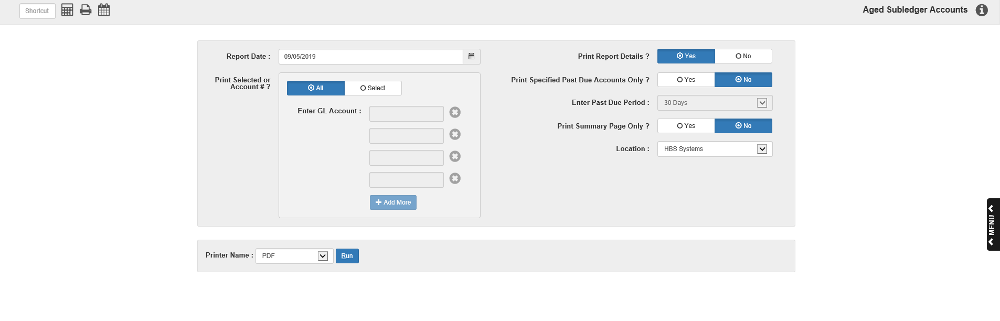 Shortcut
Aged Subledger Accounts
Report Date :
09/05/2019
Print Selected or
Account # ?
All
Select
Enter GL Account :
Add More
Print Report Details ?
Yes
No
Print Specified Past Due Accounts Only ?
Yes
No
Enter Past Due Period :
30 Days
Print Summary Page Only ?
Yes
No
Location :
HBS Systems
MENU
Printer Name :
PDF
Run